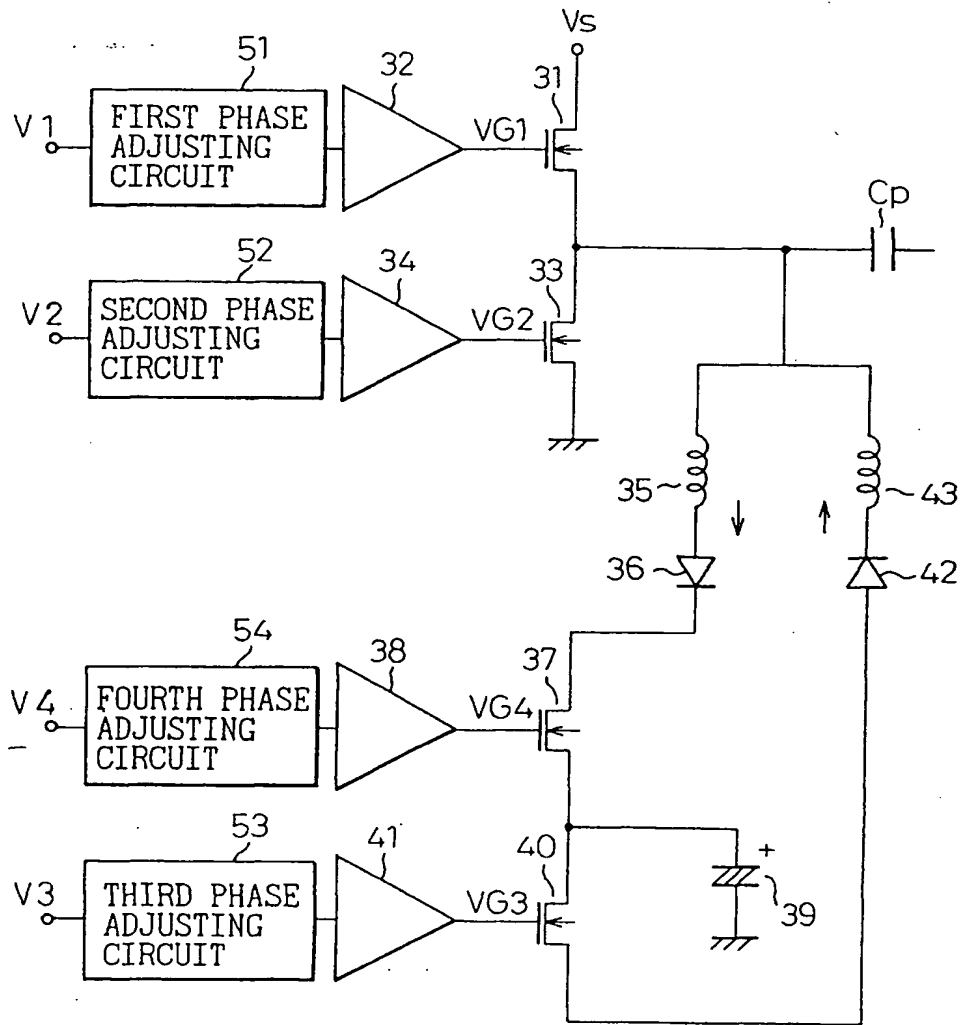 Vs
51
32
31
V1
FIRST PHASE
ADJUSTING
CIRCUIT
VG1
Cp
52
34
33
V2
SECOND PHASE
ADJUSTING
CIRCUIT
VG2
35
43
36
42
54
38
37
V4
FOURTH PHASE
ADJUSTING
CIRCUIT
VG4
53
41
40
+
V3
THIRD PHASE
ADJUSTING
CIRCUIT
VG3
39